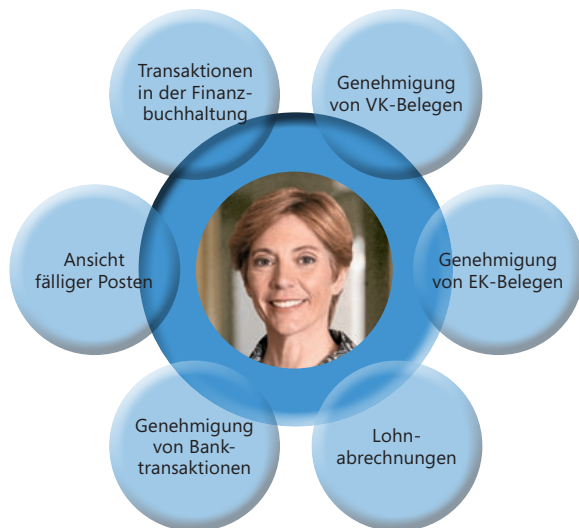 Transaktionen
in der Finanz-
buchhaltung
Genehmigung
von VK-Belegen
Ansicht
fälliger Posten
Genehmigung
von EK-Belegen
Genehmigung
von Bank-
transaktionen
Lohn-
abrechnungen